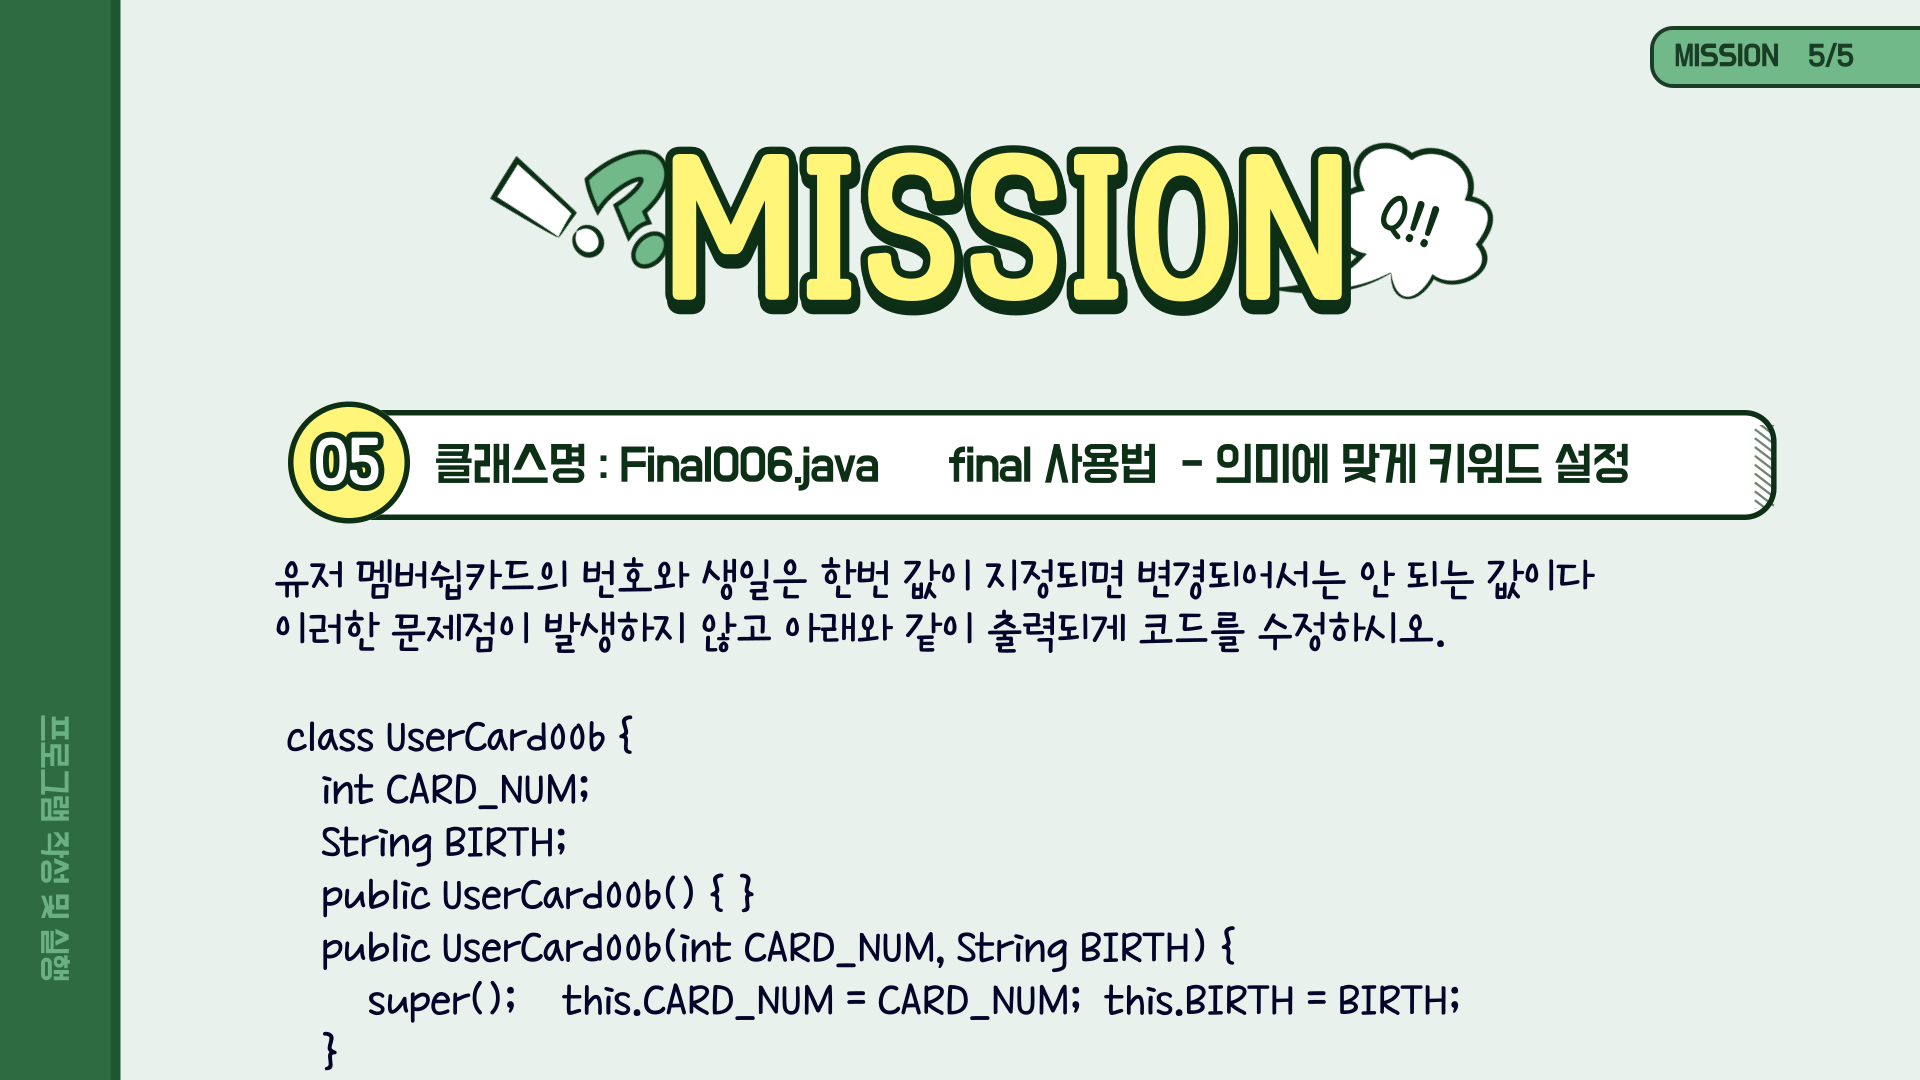 MISSION 5/5
!?
MISSION
Q!!
05 클래스명 : Final006.java final 사용법 - 의미에 맞게 키워드 설정
유저 멤버쉽카드의 번호와 생일은 한번 값이 지정되면 변경되어서는 안 되는 값이다
이러한 문제점이 발생하지 않고 아래와 같이 출력되게 코드를 수정하시오.
class UserCard006 {
int CARD_NUM;
String BIRTH;
public UserCard006() { }
public UserCard006(int CARD_NUM, String BIRTH) {
super(); this.CARD_NUM = CARD_NUM; this.BIRTH = BIRTH;
}
프로그램 작성 및 실행